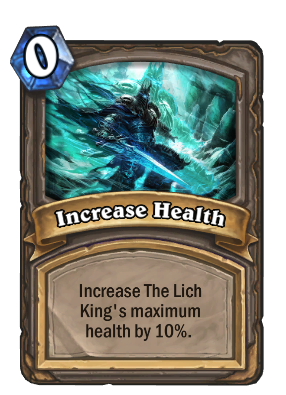 0
Increase Health
Increase The Lich
King's maximum
health by 10%.